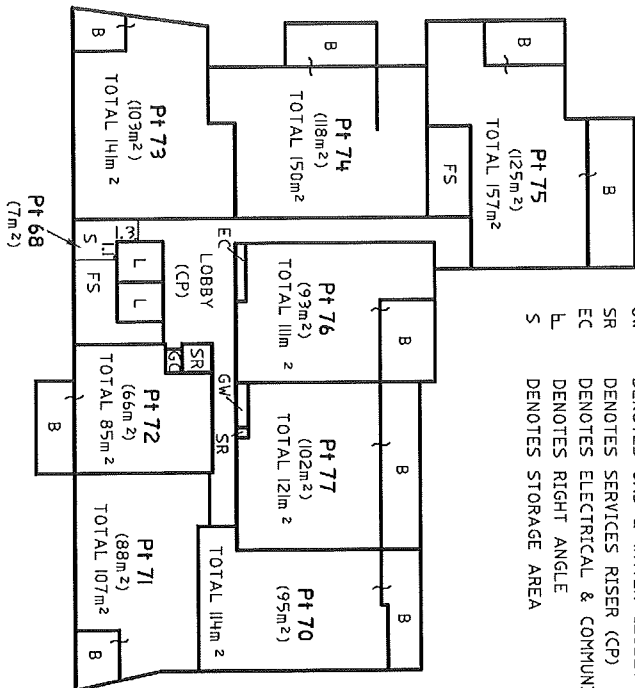 SR DENOTES SERVICES RISER (CP)
EC DENOTES ELECTRICAL &
DENOTES RIGHT ANGLE
S DENOTES STORAGE AREA
B
B
Pt 75
(125m²)
TOTAL 157m²
FS
B
Pt 74
(118m²)
TOTAL 150m²
B
Pt 73
(103m²)
TOTAL 141m²
B
Pt 76
(93m²)
TOTAL 111m²
EC
B
Pt 77
(102m²)
TOTAL 121m²
GW
SR
B
Pt 70
(95m²)
TOTAL 114m²
LOBBY
(CP)
L
L
SR
GC
1.3
1.1
S
FS
Pt 68
(7m²)
Pt 72
(66m²)
TOTAL 85m²
B
Pt 71
(88m²)
TOTAL 107m²
B